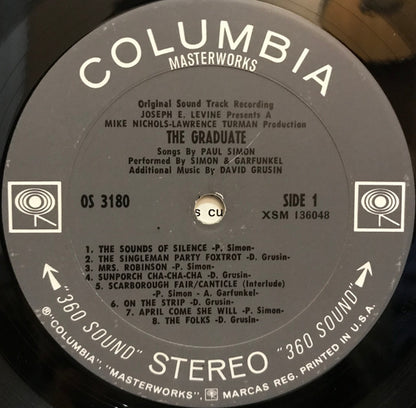 COLUMBIA
MASTERWORKS
Original Sound Track Recording
JOSEPH E. LEVINE Presents A
MIKE NICHOLS-LAWRENCE TURMAN Production
THE GRADUATE
Songs By PAUL SIMON
Performed By SIMON & GARFUNKEL
Additional Music By DAVID GRUSIN
OS 3180
SIDE 1
XSM 136048
s cu
1. THE SOUNDS OF SILENCE -P. Simon-
2. THE SINGLEMAN PARTY FOXTROT - D. Grusin-
3. MRS. ROBINSON -P. Simon-
4. SUNPORCH CHA-CHA-CHA - D. Grusin-
5. SCARBOROUGH FAIR/CANTICLE (Interlude)
-P. Simon - A. Garfunkel-
6. ON THE STRIP - D. Grusin-
7. APRIL COME SHE WILL -P. Simon-
8. THE FOLKS - D. Grusin-
"360 SOUND" STEREO "360 SOUND"
® "COLUMBIA", "MASTERWORKS", MARCAS REG. PRINTED IN U.S.A.